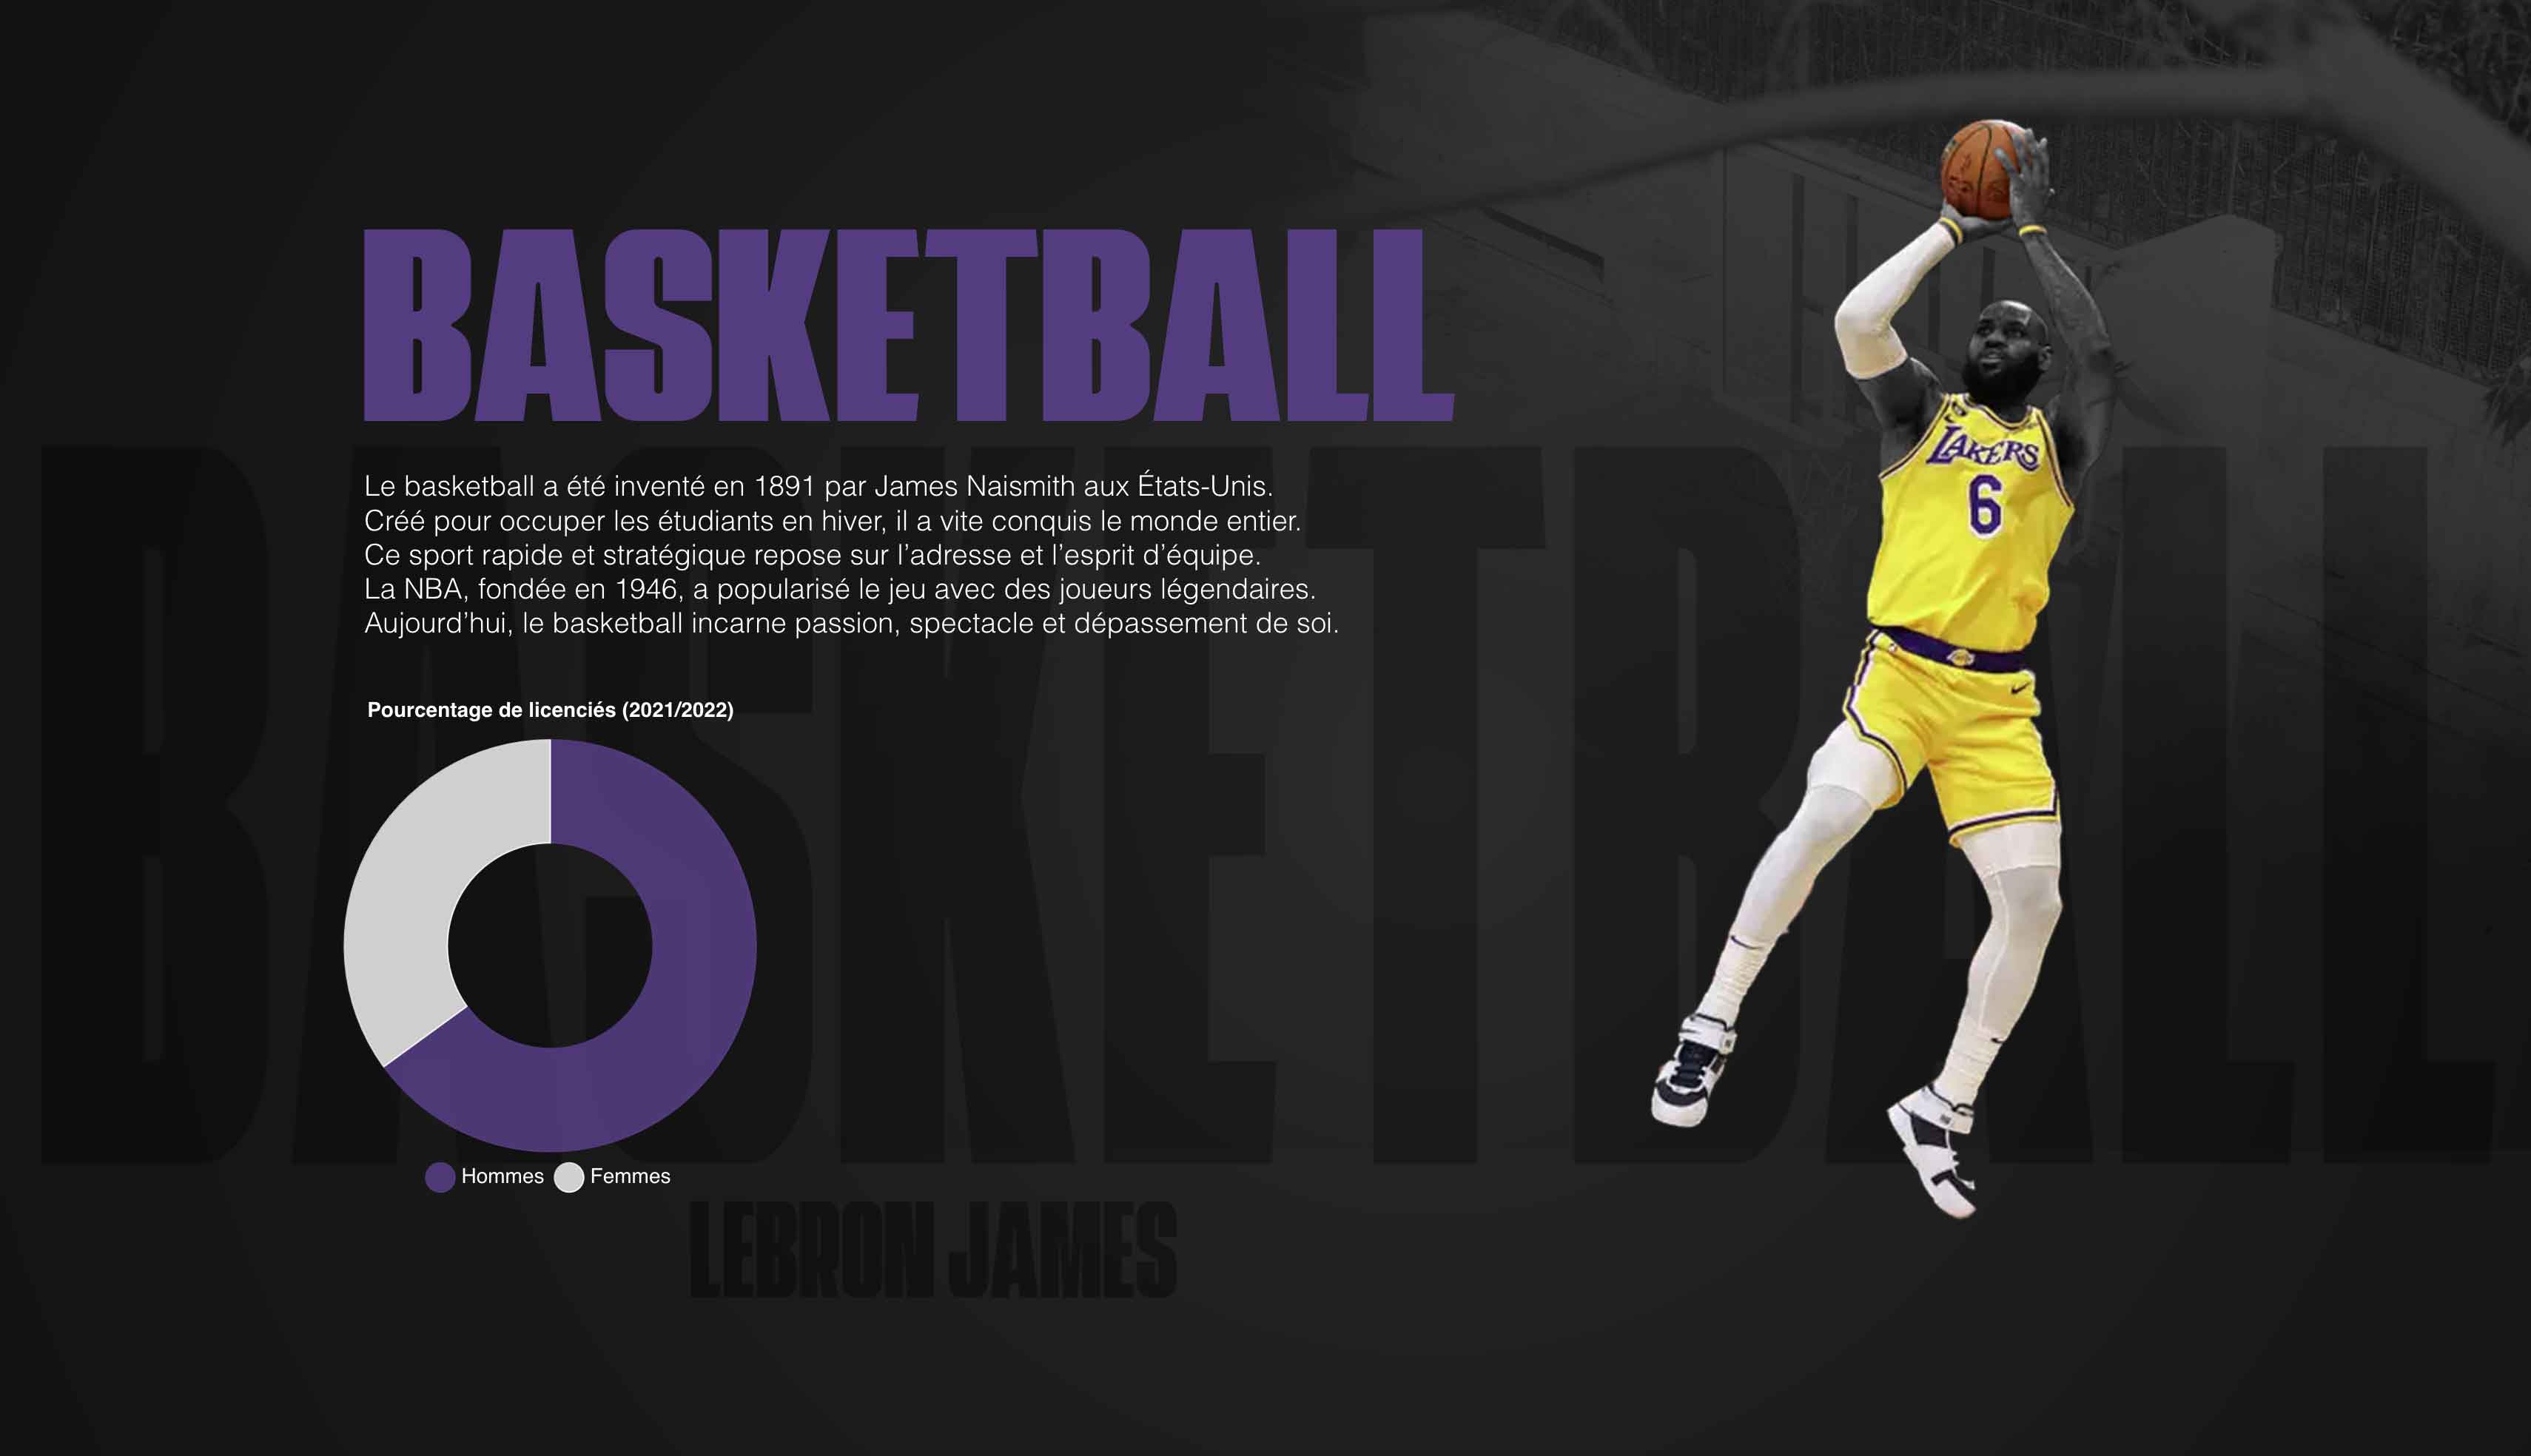 BASKETBALL
BASKETBALL
Le basketball a été inventé en 1891 par James Naismith aux États-Unis.
Créé pour occuper les étudiants en hiver, il a vite conquis le monde entier.
Ce sport rapide et stratégique repose sur l’adresse et l’esprit d’équipe.
La NBA, fondée en 1946, a popularisé le jeu avec des joueurs légendaires.
Aujourd’hui, le basketball incarne passion, spectacle et dépassement de soi.
LAKERS
6
Pourcentage de licenciés (2021/2022)
Hommes
Femmes
LEBRON JAMES